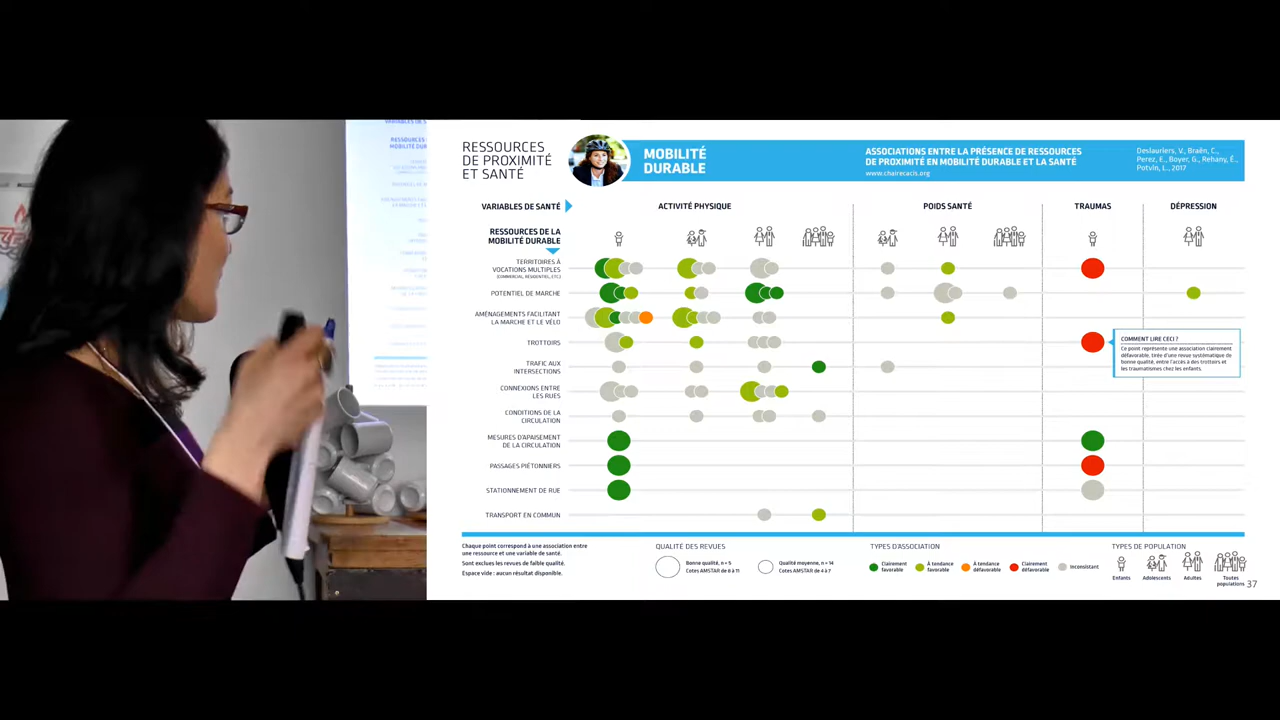 RESSOURCES
DE PROXIMITÉ
ET SANTÉ
MOBILITÉ
DURABLE
ASSOCIATIONS ENTRE LA PRÉSENCE DE RESSOURCES
DE PROXIMITÉ EN MOBILITÉ DURABLE ET LA SANTÉ
www.chairecacis.org
Deslauriers, V., Braën, C.,
Perez, E., Boyer, G., Rehany, É.,
Potvin, L., 2017
VARIABLES DE SANTÉ
ACTIVITÉ PHYSIQUE
POIDS SANTÉ
TRAUMAS
DÉPRESSION
RESSOURCES DE LA
MOBILITÉ DURABLE
TERRITOIRES À
VOCATIONS MULTIPLES
(COMMERCIAL, RÉSIDENTIEL, ETC.)
POTENTIEL DE MARCHE
AMÉNAGEMENTS FACILITANT
LA MARCHE ET LE VÉLO
TROTTOIRS
TRAFIC AUX
INTERSECTIONS
CONNEXIONS ENTRE
LES RUES
CONDITIONS DE LA
CIRCULATION
MESURES D'APAISEMENT
DE LA CIRCULATION
PASSAGES PIÉTONNIERS
STATIONNEMENT DE RUE
TRANSPORT EN COMMUN
COMMENT LIRE CECI ?
Ce point représente une association clairement
défavorable, tirée d'une revue systématique de
bonne qualité, entre l'accès à des trottoirs et
les traumatismes chez les enfants.
Chaque point correspond à une association entre
une ressource et une variable de santé.
Sont exclues les revues de faible qualité.
Espace vide : aucun résultat disponible.
QUALITÉ DES REVUES
Bonne qualité, n = 5
Cotes AMSTAR de 8 à 11
Qualité moyenne, n = 14
Cotes AMSTAR de 4 à 7
TYPES D'ASSOCIATION
Clairement
favorable
À tendance
favorable
À tendance
défavorable
Clairement
défavorable
Inconsistant
TYPES DE POPULATION
Enfants
Adolescents
Adultes
Toutes
populations
37